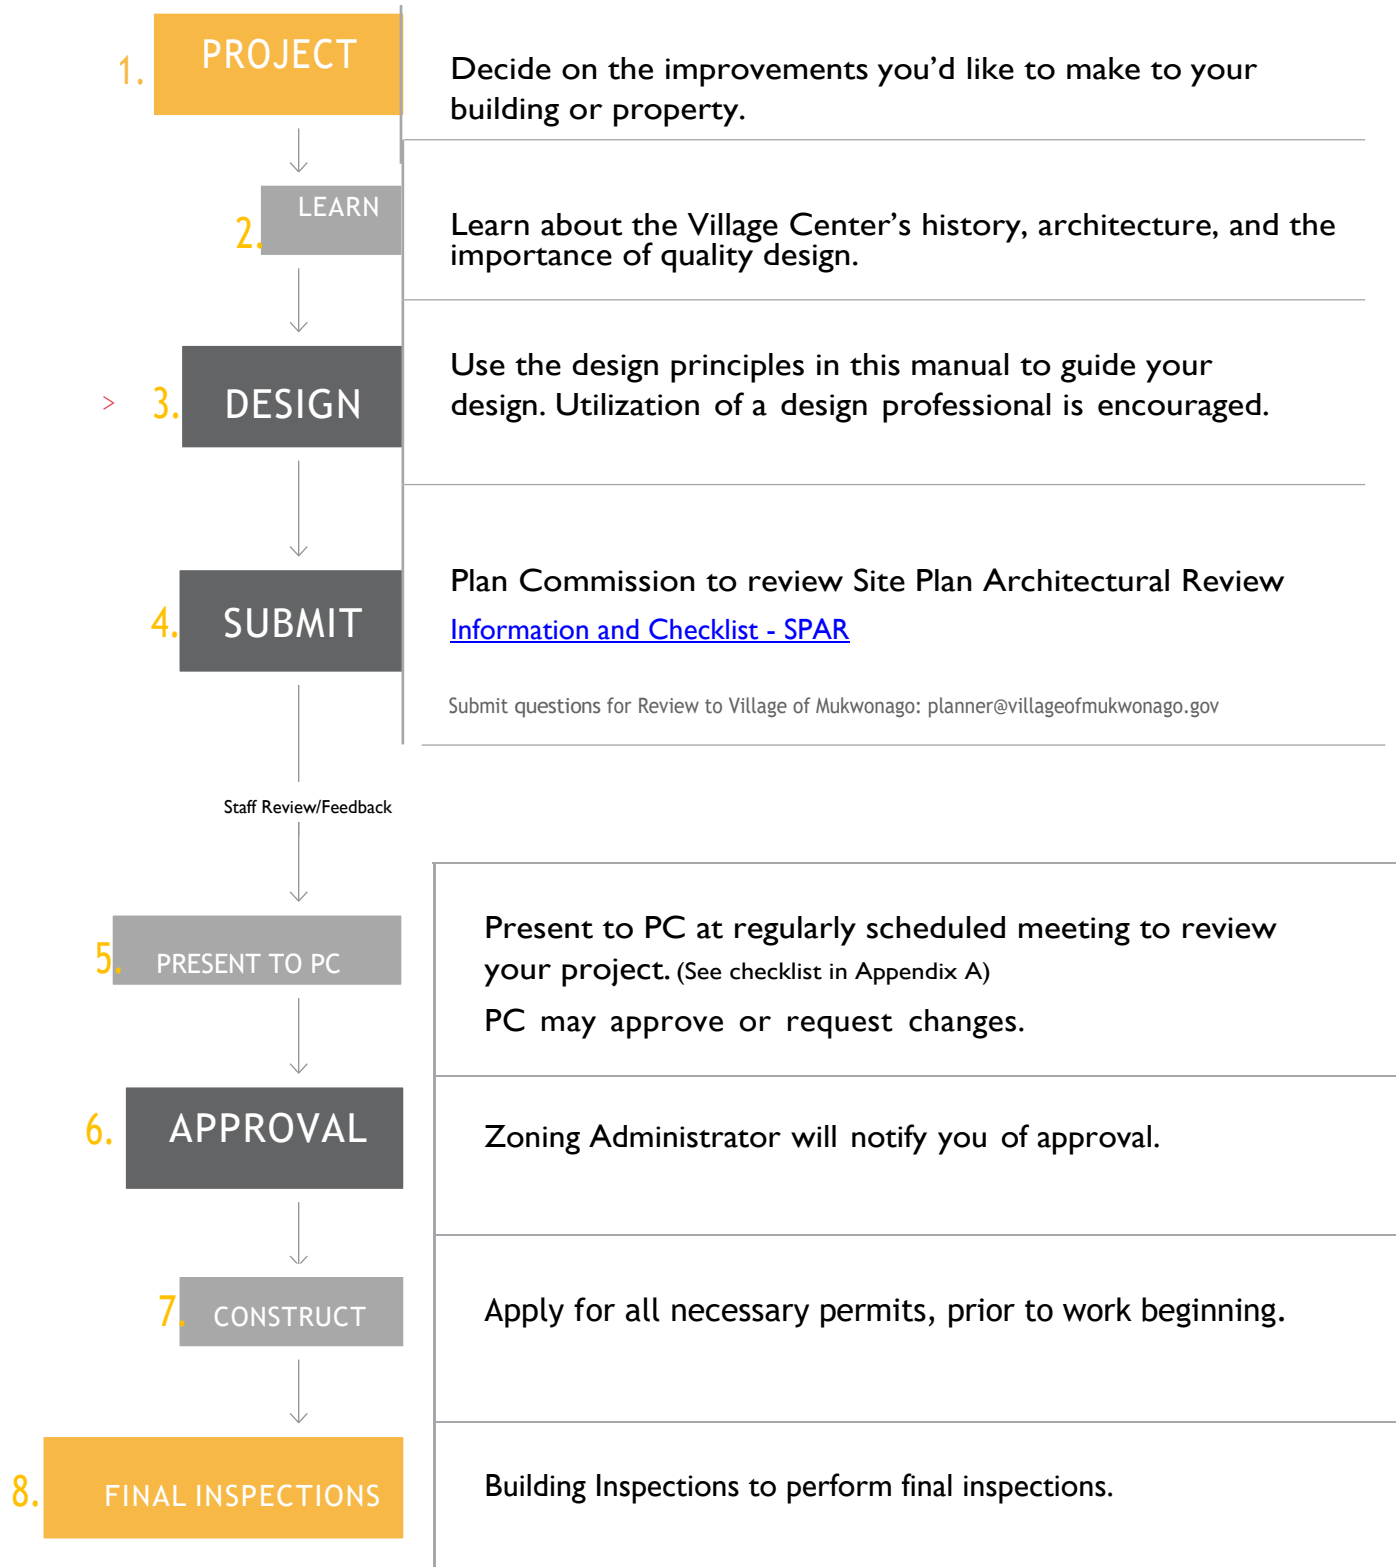 1.
PROJECT
Decide on the improvements you’d like to make to your
building or property.
2.
LEARN
Learn about the Village Center’s history, architecture, and the
importance of quality design.
> 3.
DESIGN
Use the design principles in this manual to guide your
design. Utilization of a design professional is encouraged.
4.
SUBMIT
Plan Commission to review Site Plan Architectural Review
Information and Checklist - SPAR
Submit questions for Review to Village of Mukwonago: planner@villageofmukwonago.gov
Staff Review/Feedback
5.
PRESENT TO PC
Present to PC at regularly scheduled meeting to review
your project. (See checklist in Appendix A)
PC may approve or request changes.
6.
APPROVAL
Zoning Administrator will notify you of approval.
7.
CONSTRUCT
Apply for all necessary permits, prior to work beginning.
8.
FINAL INSPECTIONS
Building Inspections to perform final inspections.